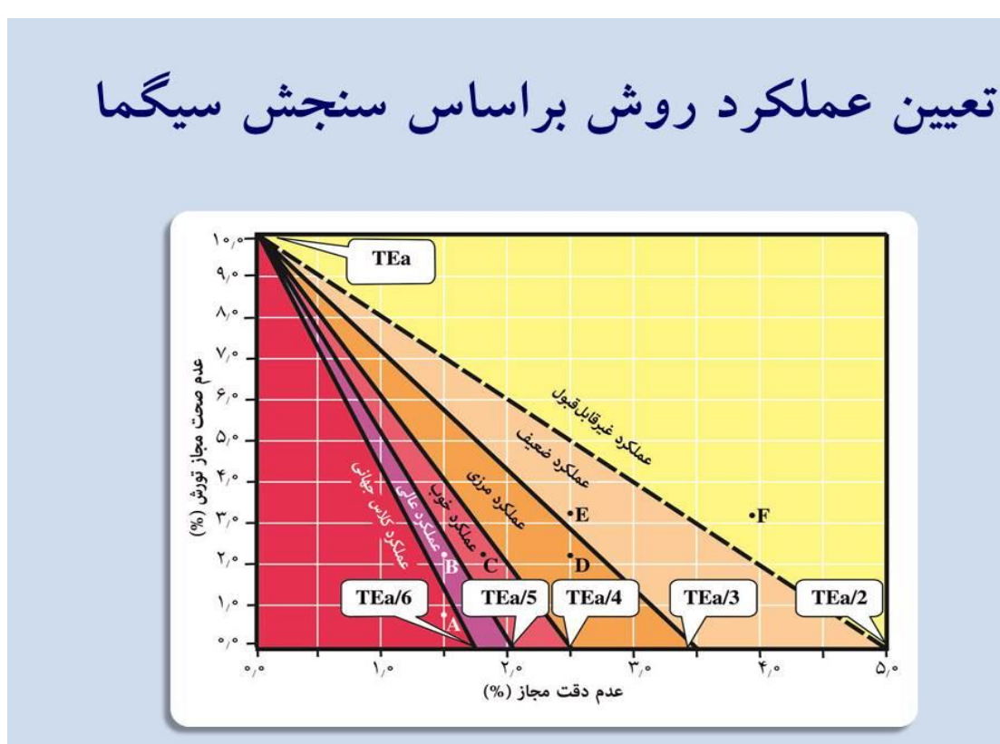 تعیین عملکرد روش براساس سنجش سیگما
TEa
۱۰٫۰
۹٫۰
۸٫۰
۷٫۰
۶٫۰
۵٫۰
۴٫۰
۳٫۰
۲٫۰
۱٫۰
۰٫۰
عدم صحت مجاز تورش (%)
عملکرد غیرقابل‌قبول
عملکرد ضعیف
عملکرد مرزی
عملکرد خوب
عملکرد عالی
عملکرد کلاس جهانی
E
F
B
C
D
A
TEa/6
TEa/5
TEa/4
TEa/3
TEa/2
۰٫۰ ۱٫۰ ۲٫۰ ۳٫۰ ۴٫۰ ۵٫۰
عدم دقت مجاز (%)